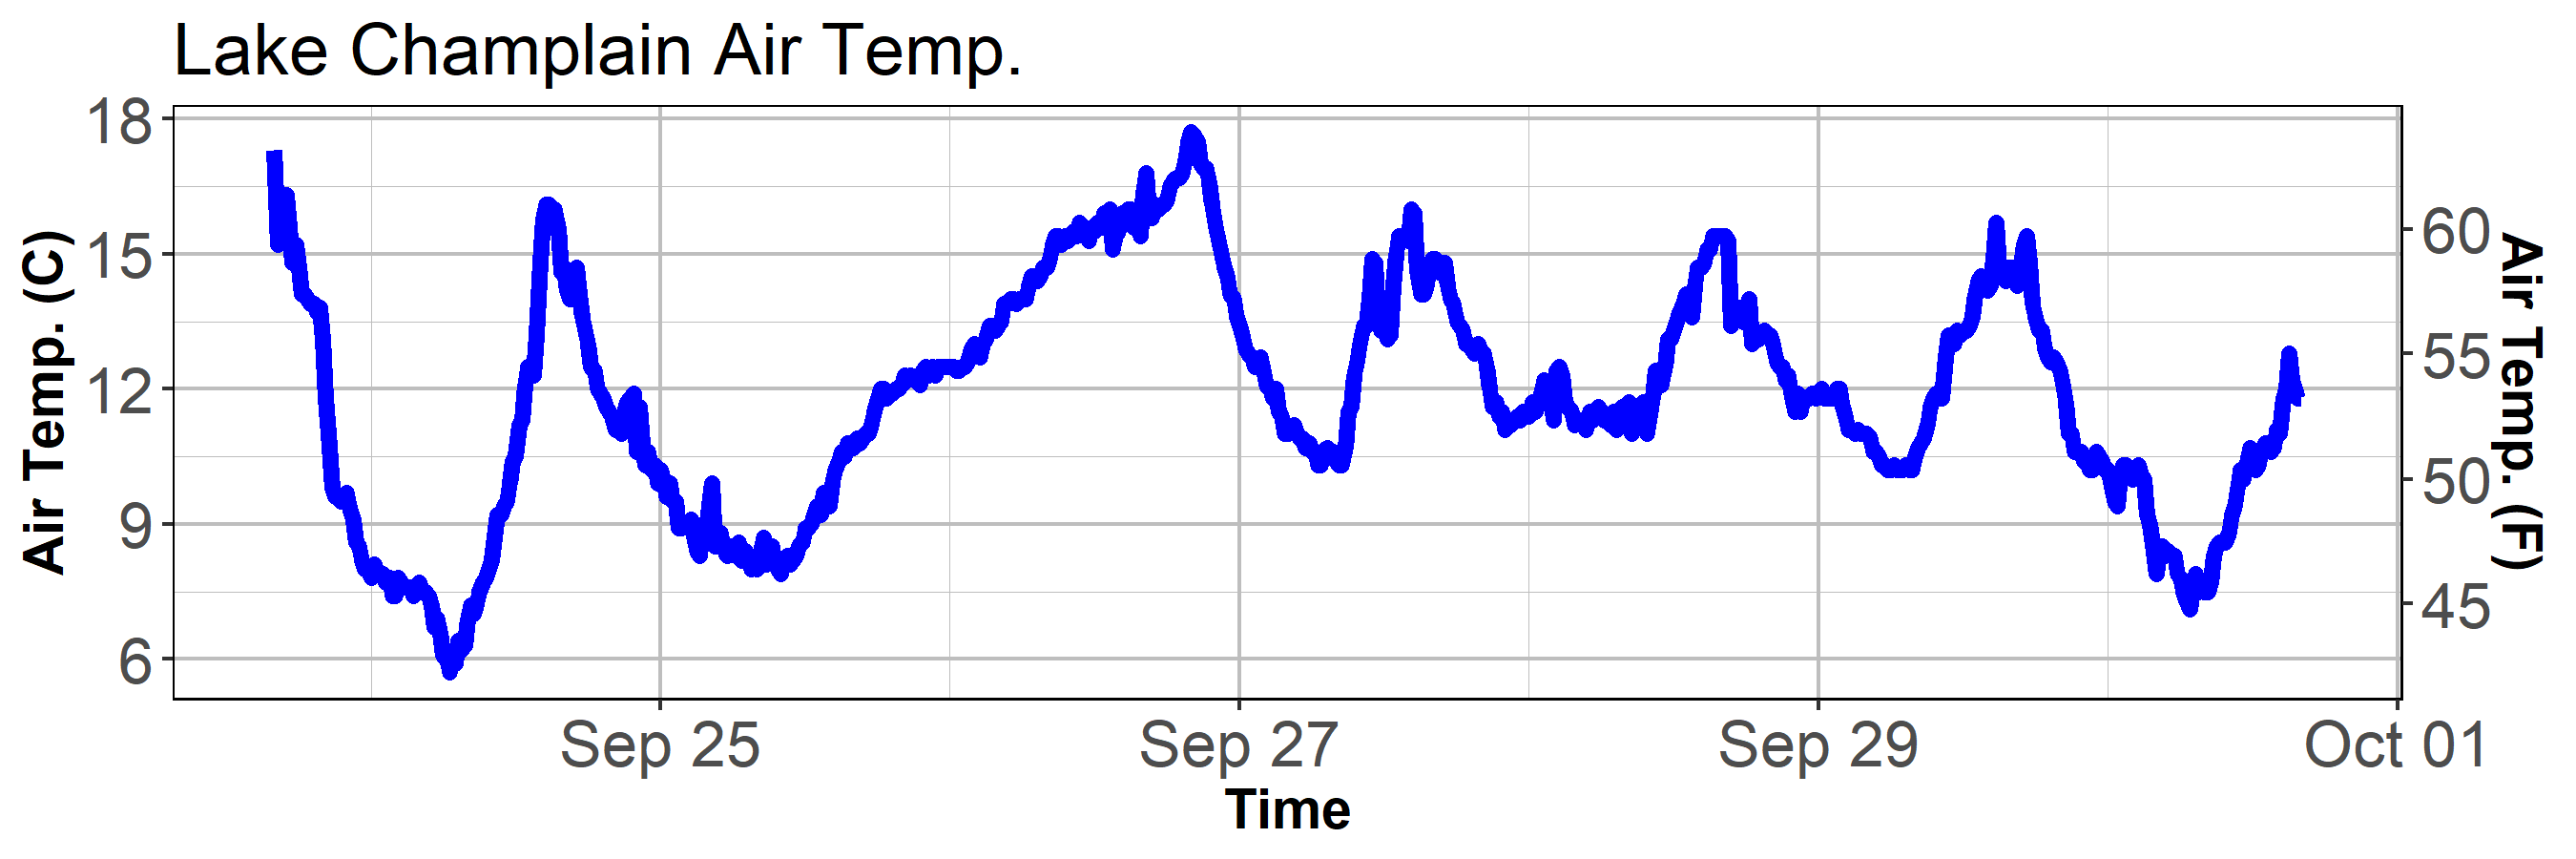 Lake Champlain Air Temp.
Air Temp. (C)
18
15
12
9
6
60
55
50
45
Air Temp. (F)
Sep 25 Sep 27 Sep 29 Oct 01
Time